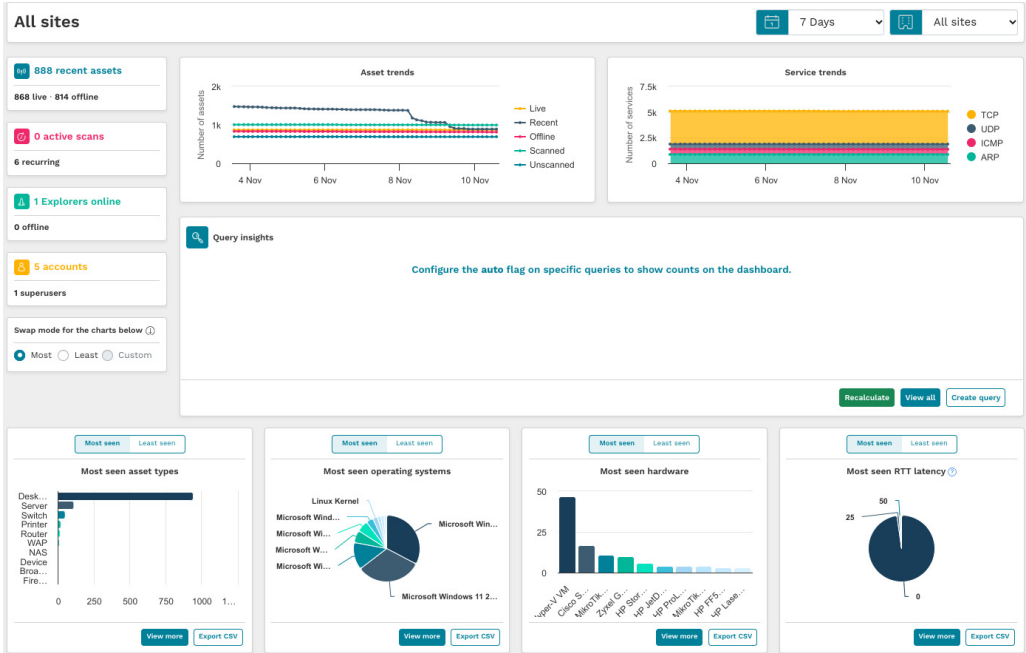 All sites
7 Days
All sites
888 recent assets
868 live · 814 offline
0 active scans
6 recurring
1 Explorers online
0 offline
5 accounts
1 superusers
Swap mode for the charts below
Most
Least
Custom
Asset trends
Number of assets
2k
1k
0
4 Nov
6 Nov
8 Nov
10 Nov
Live
Recent
Offline
Scanned
Unscanned
Service trends
Number of services
7.5k
5k
2.5k
0
4 Nov
6 Nov
8 Nov
10 Nov
TCP
UDP
ICMP
ARP
Query insights
Configure the auto flag on specific queries to show counts on the dashboard.
Recalculate
View all
Create query
Most seen
Least seen
Most seen asset types
Desk...
Server
Switch
Printer
Router
WAP
NAS
Device
Broa...
Fire...
0
250
500
750
1000
1...
View more
Export CSV
Most seen
Least seen
Most seen operating systems
Linux Kernel
Microsoft Wind...
Microsoft Wi...
Microsoft W...
Microsoft Wi...
Microsoft Win...
Microsoft Windows 11 2...
View more
Export CSV
Most seen
Least seen
Most seen hardware
50
25
0
yper-V VM
Cisco S...
MikroTik...
Zyxel G...
HP Stor...
HP JetD...
HP ProL...
MikroTik...
HP FF5...
HP Lase...
View more
Export CSV
Most seen
Least seen
Most seen RTT latency
50
25
0
View more
Export CSV